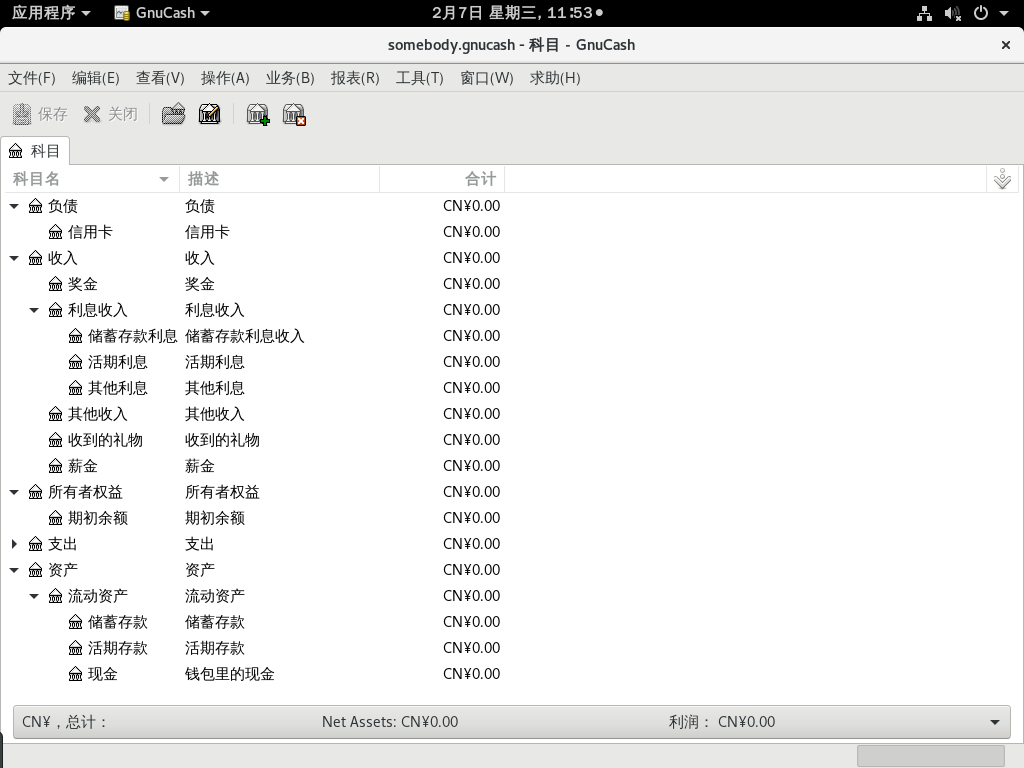 应用程序 GnuCash 2月7日 星期三, 11:53
somebody.gnucash - 科目 - GnuCash
文件(F) 编辑(E) 查看(V) 操作(A) 业务(B) 报表(R) 工具(T) 窗口(W) 求助(H)
保存 关闭
科目
科目名 描述 合计
负债 负债 CN¥0.00
信用卡 信用卡 CN¥0.00
收入 收入 CN¥0.00
奖金 奖金 CN¥0.00
利息收入 利息收入 CN¥0.00
储蓄存款利息 储蓄存款利息收入 CN¥0.00
活期利息 活期利息 CN¥0.00
其他利息 其他利息 CN¥0.00
其他收入 其他收入 CN¥0.00
收到的礼物 收到的礼物 CN¥0.00
薪金 薪金 CN¥0.00
所有者权益 所有者权益 CN¥0.00
期初余额 期初余额 CN¥0.00
支出 支出 CN¥0.00
资产 资产 CN¥0.00
流动资产 流动资产 CN¥0.00
储蓄存款 储蓄存款 CN¥0.00
活期存款 活期存款 CN¥0.00
现金 钱包里的现金 CN¥0.00
CN¥，总计： Net Assets: CN¥0.00 利润： CN¥0.00